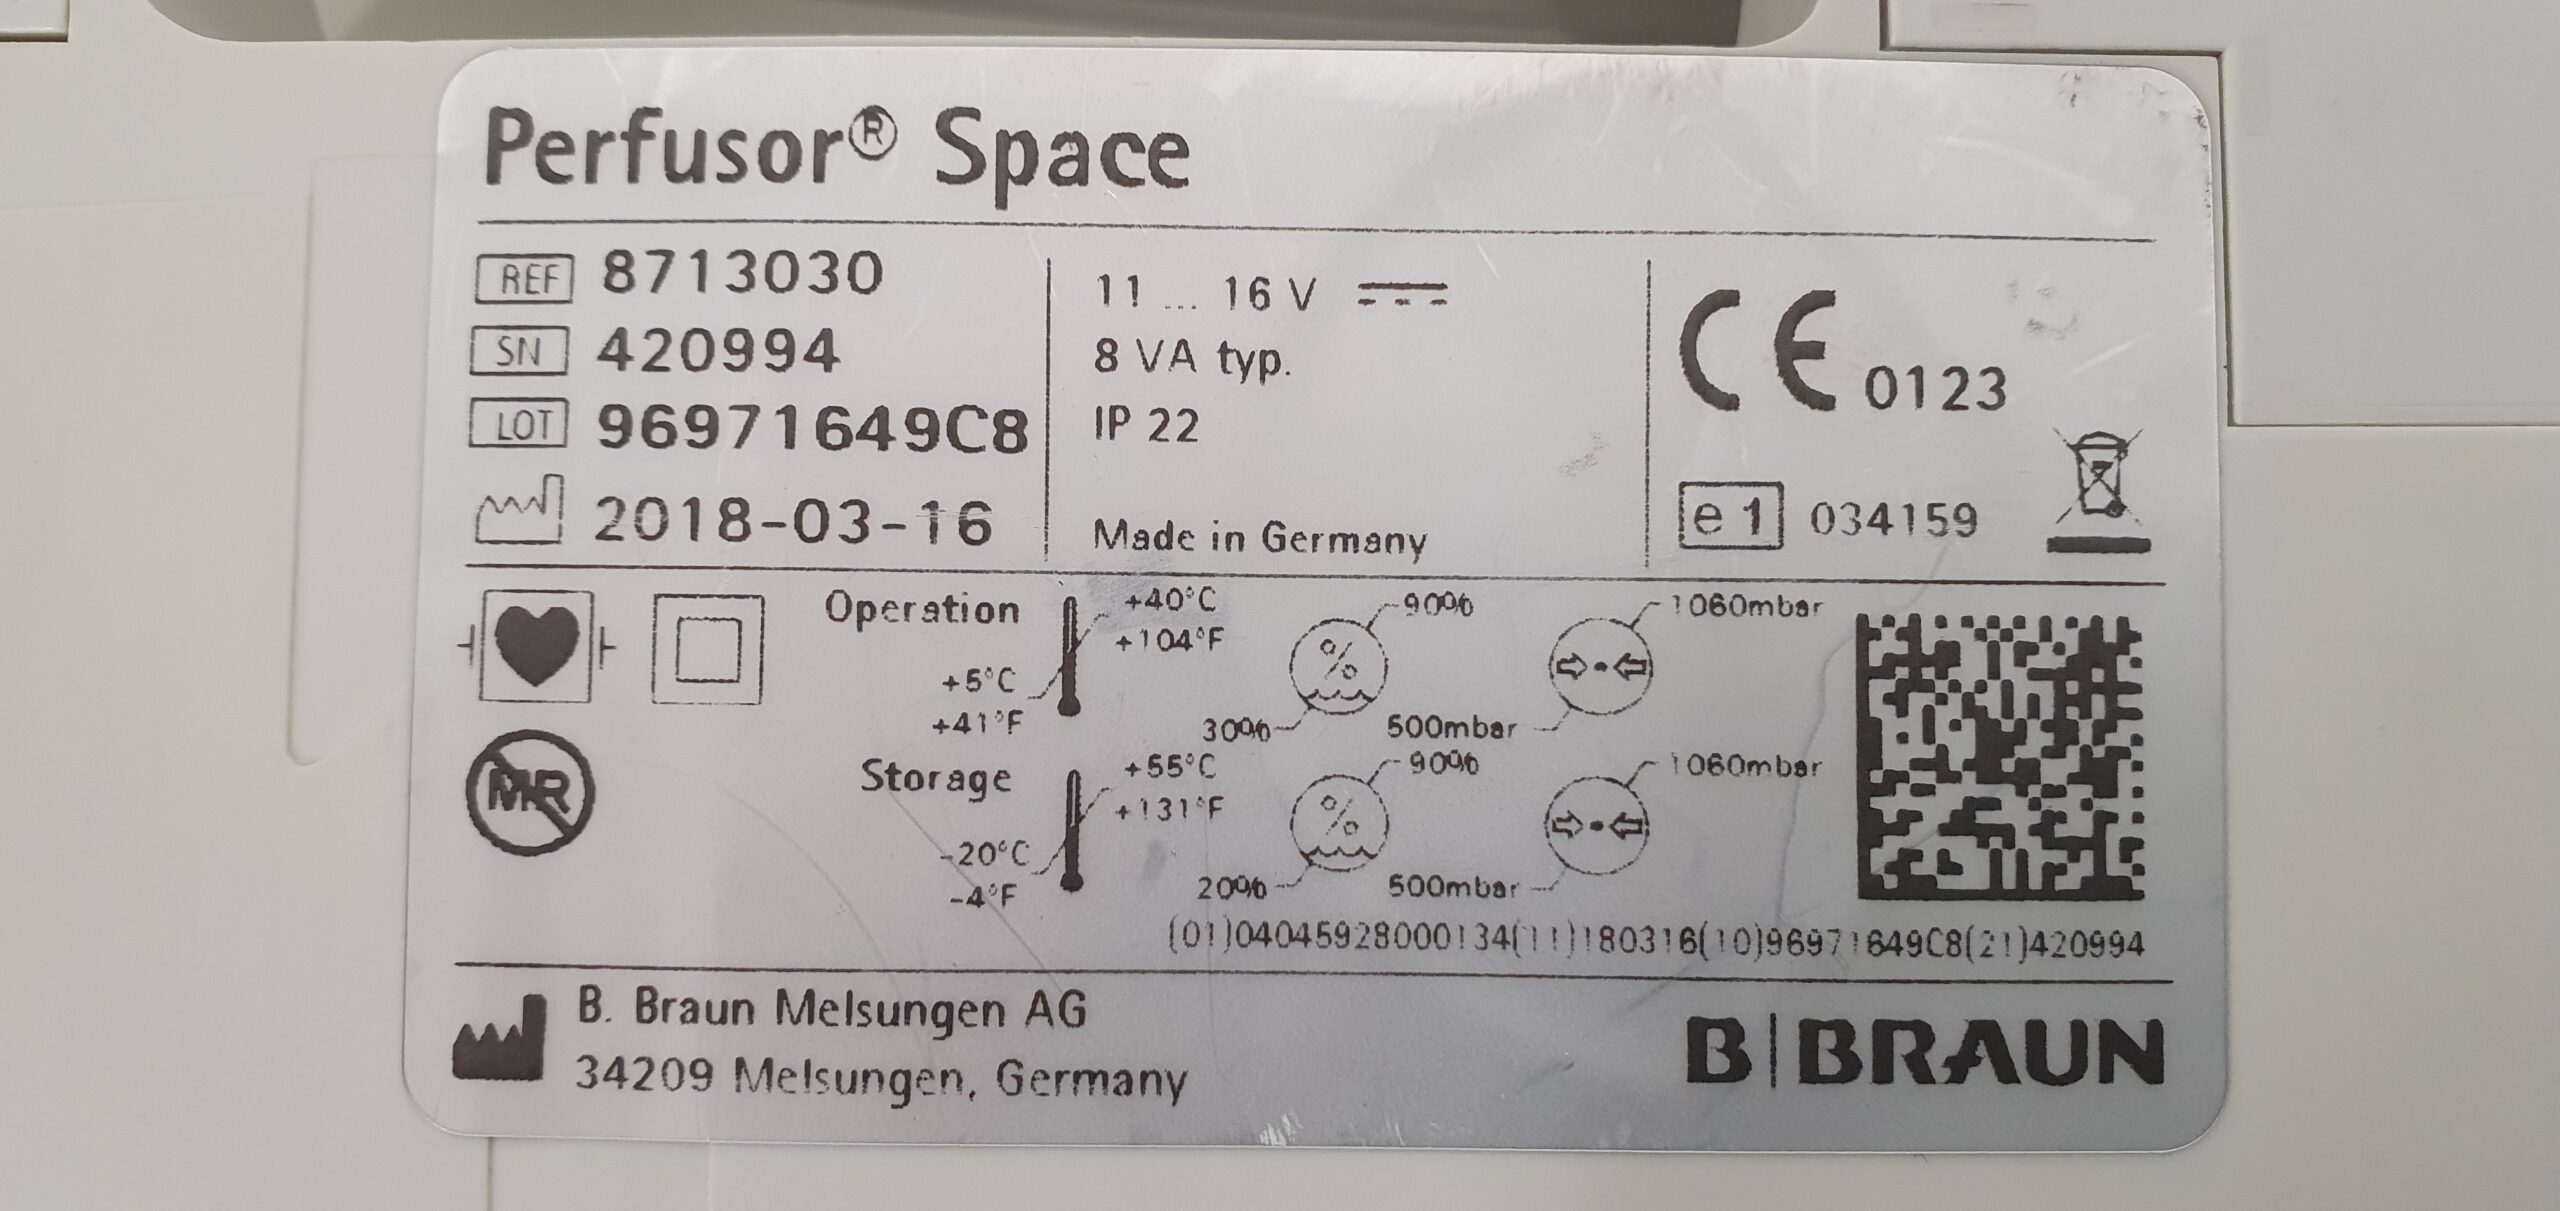 Perfusor® Space
REF 8713030
SN 420994
LOT 96971649C8
2018-03-16
11 ... 16 V
8 VA typ.
IP 22
Made in Germany
CE 0123
e1 034159
Operation
+40°C
+104°F
+5°C
+41°F
90%
30%
1060mbar
500mbar
MR
Storage
+55°C
+131°F
-20°C
-4°F
90%
20%
1060mbar
500mbar
(01)04045928000134(11)180316(10)96971649C8(21)420994
B. Braun Melsungen AG
34209 Melsungen, Germany
B|BRAUN